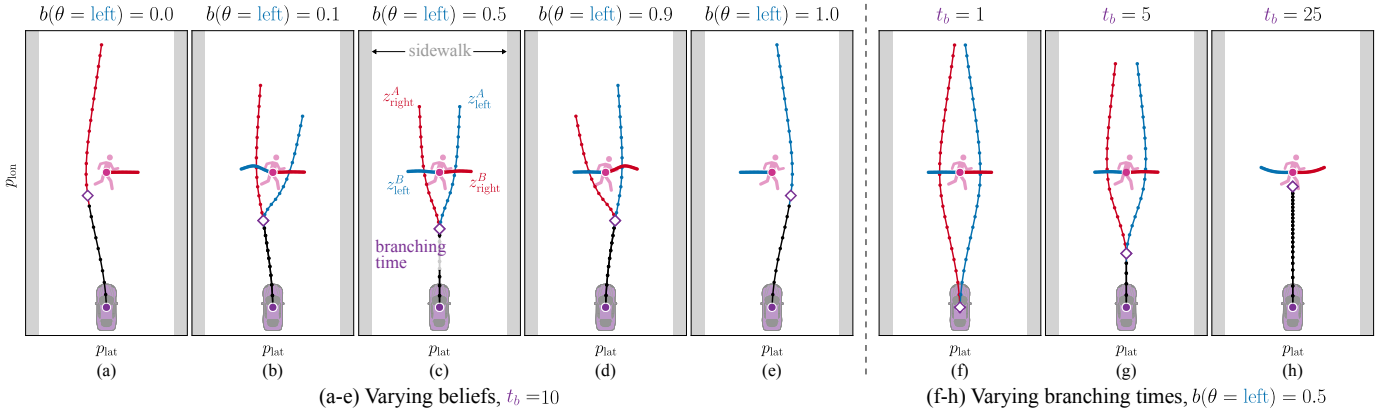 b(θ = left) = 0.0
b(θ = left) = 0.1
b(θ = left) = 0.5
b(θ = left) = 0.9
b(θ = left) = 1.0
t_b = 1
t_b = 5
t_b = 25
sidewalk
z^A_right
z^A_left
z^B_left
z^B_right
branching
time
p_lon
p_lat
p_lat
p_lat
p_lat
p_lat
p_lat
p_lat
p_lat
(a)
(b)
(c)
(d)
(e)
(f)
(g)
(h)
(a-e) Varying beliefs, t_b =10
(f-h) Varying branching times, b(θ = left) = 0.5